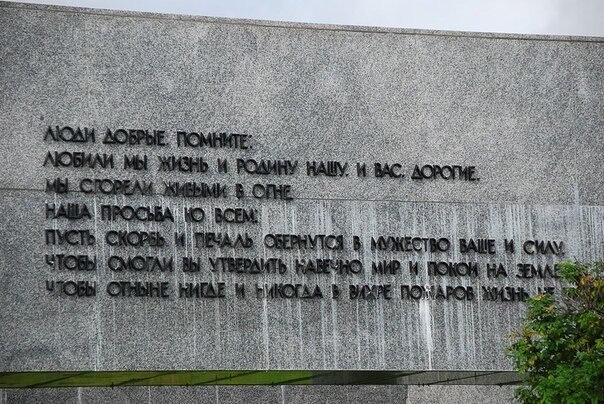 ЛЮДИ ДОБРЫЕ, ПОМНИТЕ:
ЛЮБИЛИ МЫ ЖИЗНЬ И РОДИНУ НАШУ, И ВАС, ДОРОГИЕ.
МЫ СГОРЕЛИ ЖИВЫМИ В ОГНЕ.
НАША ПРОСЬБА КО ВСЕМ:
ПУСТЬ СКОРБЬ И ПЕЧАЛЬ ОБЕРНУТСЯ В МУЖЕСТВО ВАШЕ И СИЛУ,
ЧТОБЫ СМОГЛИ ВЫ УТВЕРДИТЬ НАВЕЧНО МИР И ПОКОЙ НА ЗЕМЛЕ
ЧТОБЫ ОТНЫНЕ НИГДЕ И НИКОГДА В ВИХРЕ ПОЖАРОВ ЖИЗНЬ НЕ